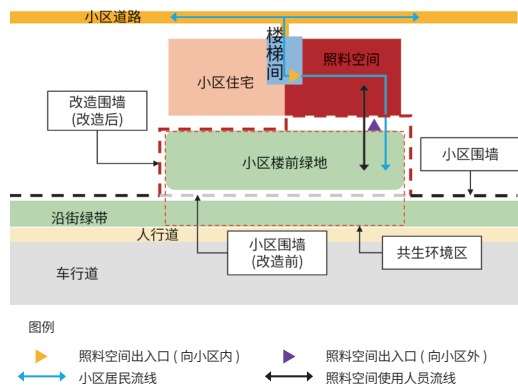 小区道路
楼梯间
照料空间
小区住宅
改造围墙
(改造后)
小区楼前绿地
小区围墙
沿街绿带
人行道
小区围墙
(改造前)
共生环境区
车行道
图例
照料空间出入口 ( 向小区内 )
照料空间出入口 ( 向小区外 )
小区居民流线
照料空间使用人员流线